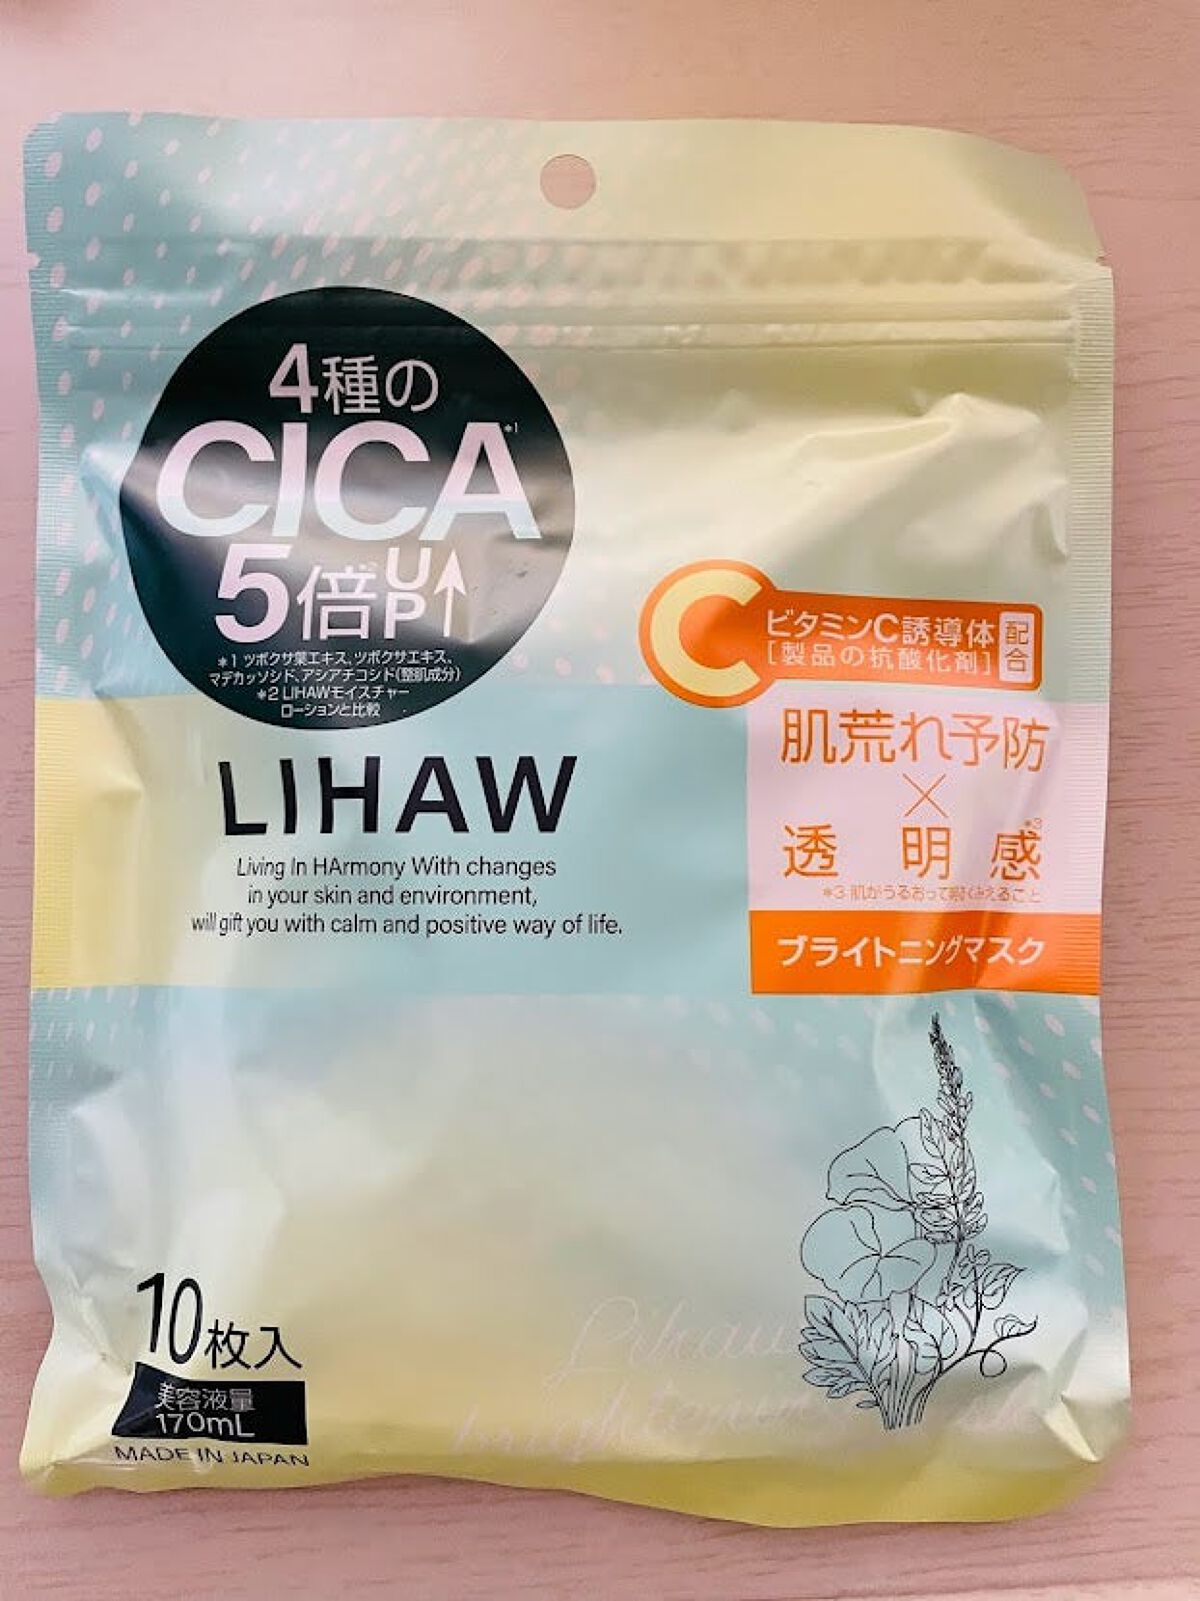 4種の
CICA*1
5倍UP↑
*1 ツボクサ葉エキス、ツボクサエキス、
マデカッソシド、アシアチコシド(整肌成分)
*2 LIHAWモイスチャー
ローションと比較
C
ビタミンC誘導体
[製品の抗酸化剤]
配合
肌荒れ予防
×
透明感*3
*3 肌がうるおって明るくみえること
ブライトニングマスク
LIHAW
Living In HArmony With changes
in your skin and environment,
will gift you with calm and positive way of life.
10枚入
美容液量
170mL
MADE IN JAPAN
Lihaw
brightening